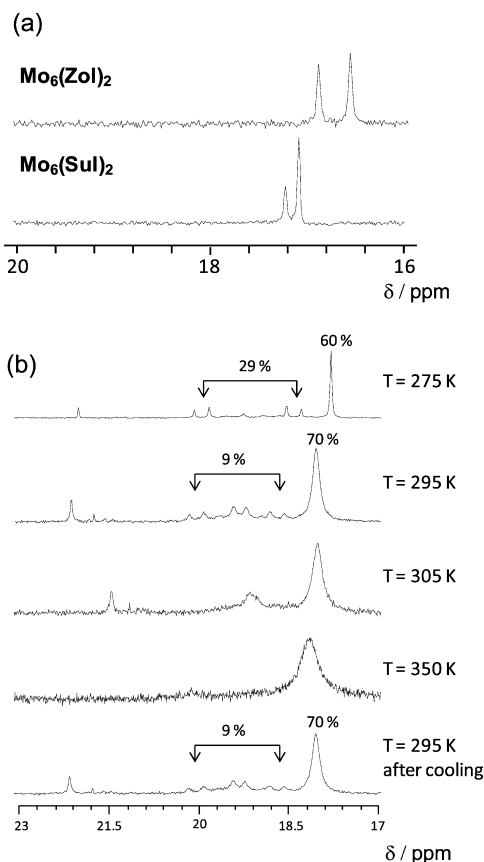 (a)
Mo6(Zol)2
Mo6(Sul)2
20 18 16
δ / ppm
(b)
60 %
29 %
T = 275 K
70 %
9 %
T = 295 K
T = 305 K
T = 350 K
9 %
70 %
T = 295 K
after cooling
23 21.5 20 18.5 17
δ / ppm